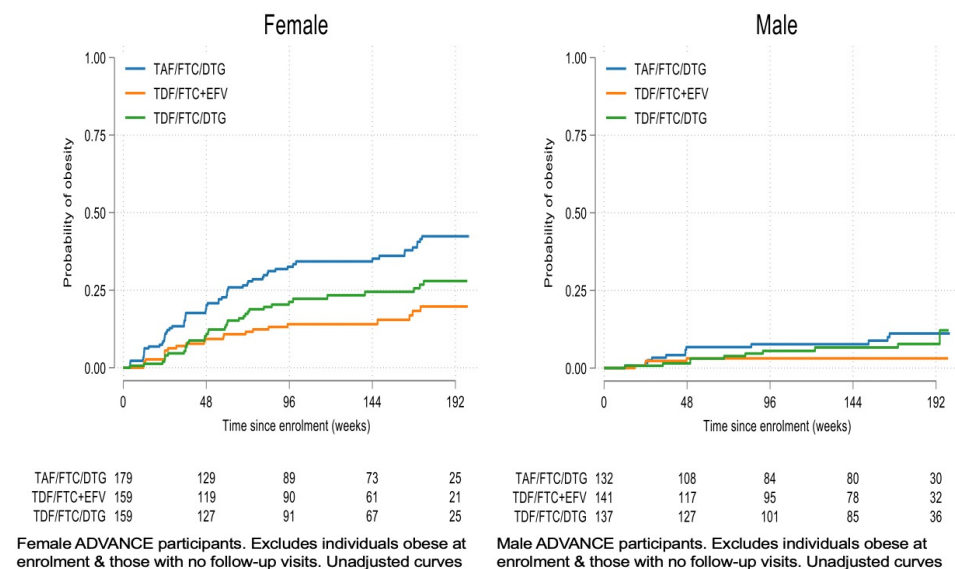 Female
1.00
TAF/FTC/DTG
TDF/FTC+EFV
TDF/FTC/DTG
0.75
Probability of obesity
0.50
0.25
0.00
0 48 96 144 192
Time since enrolment (weeks)
TAF/FTC/DTG 179 129 89 73 25
TDF/FTC+EFV 159 119 90 61 21
TDF/FTC/DTG 159 127 91 67 25
Female ADVANCE participants. Excludes individuals obese at
enrolment & those with no follow-up visits. Unadjusted curves
Male
1.00
TAF/FTC/DTG
TDF/FTC+EFV
TDF/FTC/DTG
0.75
Probability of obesity
0.50
0.25
0.00
0 48 96 144 192
Time since enrolment (weeks)
TAF/FTC/DTG 132 108 84 80 30
TDF/FTC+EFV 141 117 95 78 32
TDF/FTC/DTG 137 127 101 85 36
Male ADVANCE participants. Excludes individuals obese at
enrolment & those with no follow-up visits. Unadjusted curves